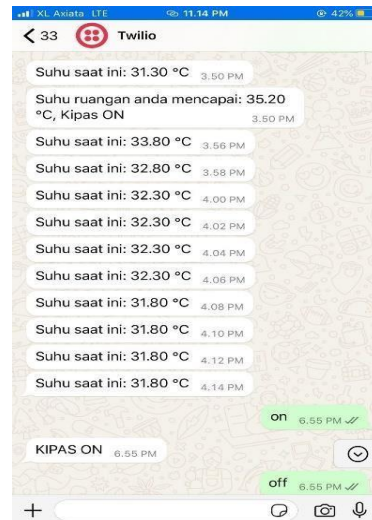 XL Axiata LTE 11.14 PM 42%
33 Twilio
Suhu saat ini: 31.30 °C 3.50 PM
Suhu ruangan anda mencapai: 35.20
°C, Kipas ON 3.50 PM
Suhu saat ini: 33.80 °C 3.56 PM
Suhu saat ini: 32.80 °C 3.58 PM
Suhu saat ini: 32.30 °C 4.00 PM
Suhu saat ini: 32.30 °C 4.02 PM
Suhu saat ini: 32.30 °C 4.04 PM
Suhu saat ini: 32.30 °C 4.06 PM
Suhu saat ini: 31.80 °C 4.08 PM
Suhu saat ini: 31.80 °C 4.10 PM
Suhu saat ini: 31.80 °C 4.12 PM
Suhu saat ini: 31.80 °C 4.14 PM
on 6.55 PM
KIPAS ON 6.55 PM
off 6.55 PM